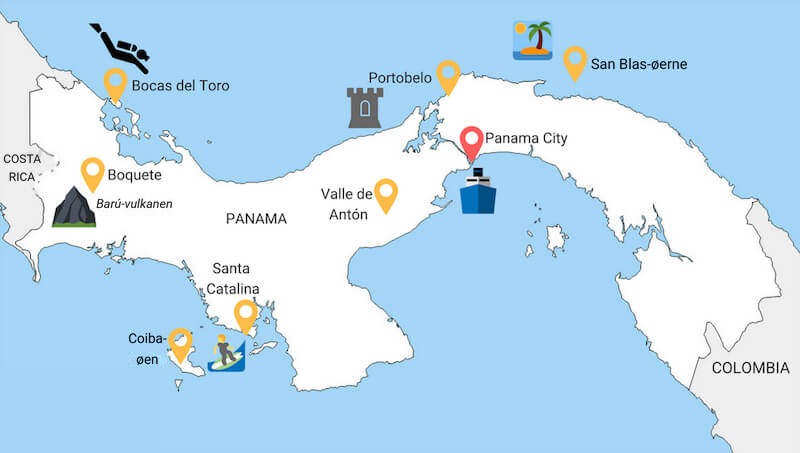 Bocas del Toro
Portobelo
San Blas-øerne
Panama City
COSTA
RICA
Boquete
Barú-vulkanen
PANAMA
Valle de
Antón
Santa
Catalina
Coiba-
øen
COLOMBIA